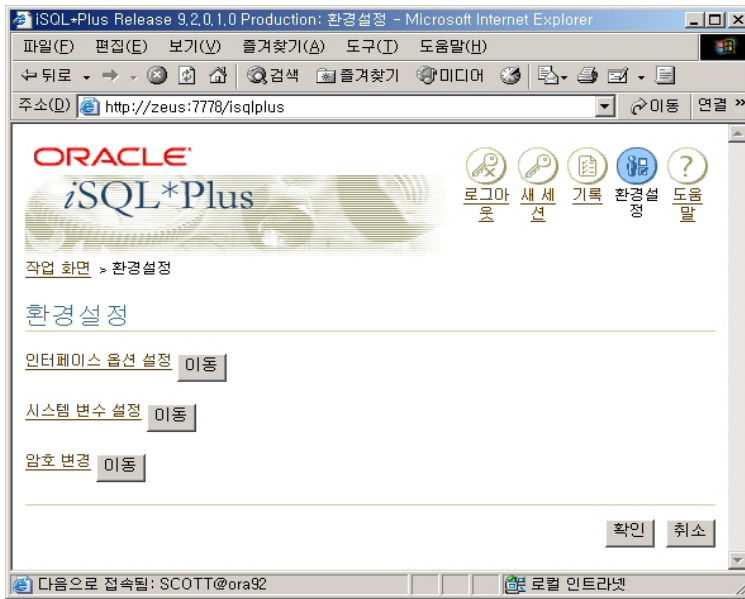 iSQL*Plus Release 9,2,0,1,0 Production: 환경설정 - Microsoft Internet Explorer
파일(F) 편집(E) 보기(V) 즐겨찾기(A) 도구(T) 도움말(H)
뒤로 검색 즐겨찾기 미디어
주소(D) http://zeus:7778/isqlplus 이동 연결 »
ORACLE
iSQL*Plus
로그아웃 새 세션 기록 환경설정 도움말
작업 화면 > 환경설정
환경설정
인터페이스 옵션 설정 이동
시스템 변수 설정 이동
암호 변경 이동
확인 취소
다음으로 접속됨: SCOTT@ora92 로컬 인트라넷